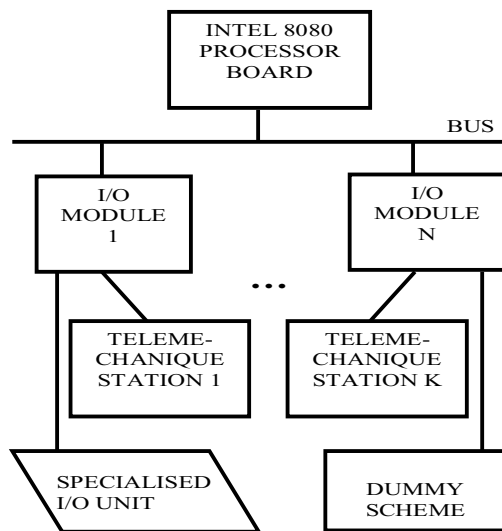 INTEL 8080
PROCESSOR
BOARD
BUS
I/O
MODULE
1
I/O
MODULE
N
...
TELEME-
CHANIQUE
STATION 1
TELEME-
CHANIQUE
STATION K
SPECIALISED
I/O UNIT
DUMMY
SCHEME